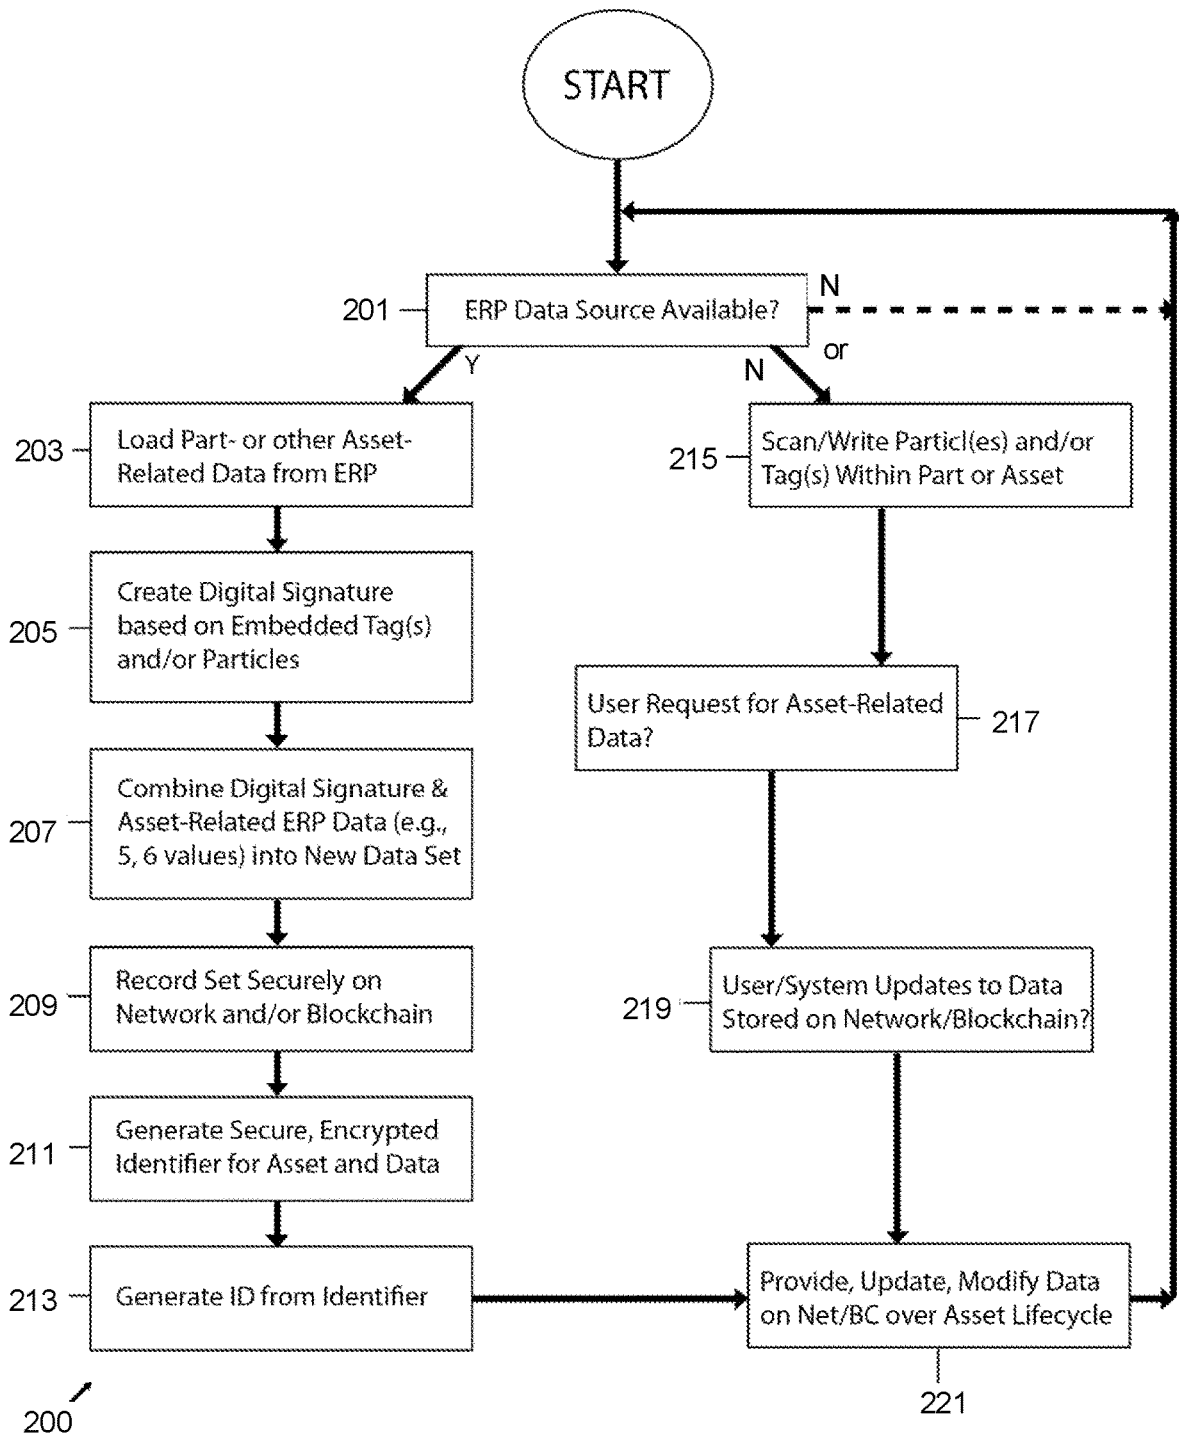 START
201
ERP Data Source Available?
N
or
Y
N
203
Load Part- or other Asset-
Related Data from ERP
215
Scan/Write Particl(es) and/or
Tag(s) Within Part or Asset
205
Create Digital Signature
based on Embedded Tag(s)
and/or Particles
User Request for Asset-Related
Data?
217
207
Combine Digital Signature &
Asset-Related ERP Data (e.g.,
5, 6 values) into New Data Set
209
Record Set Securely on
Network and/or Blockchain
219
User/System Updates to Data
Stored on Network/Blockchain?
211
Generate Secure, Encrypted
Identifier for Asset and Data
213
Generate ID from Identifier
Provide, Update, Modify Data
on Net/BC over Asset Lifecycle
221
200